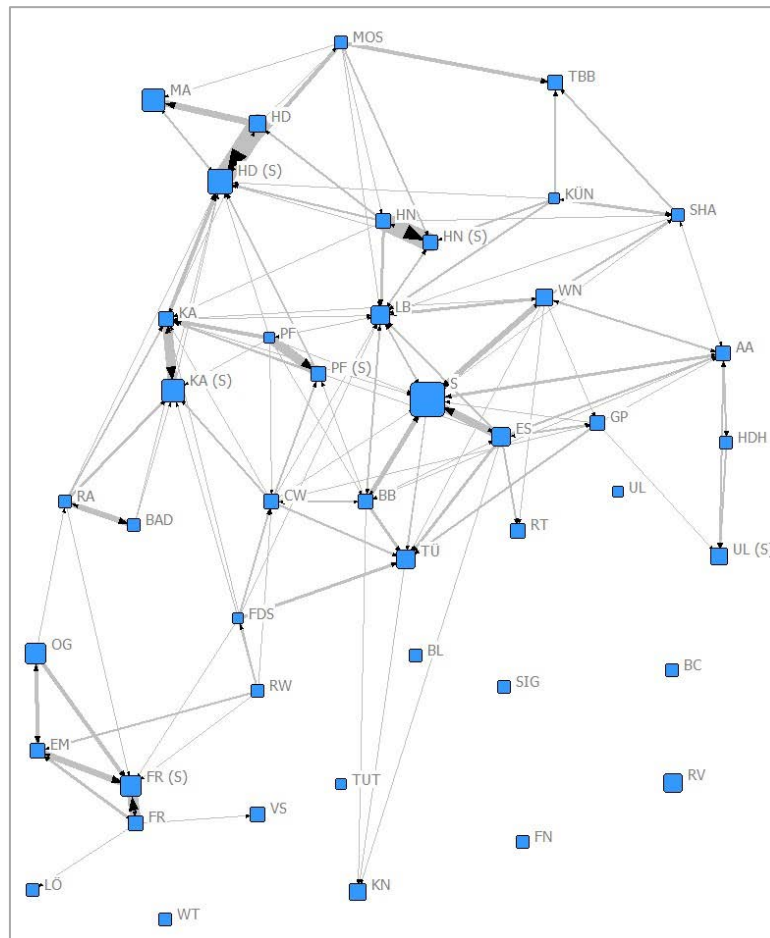 MOS
TBB
MA
HD
HD (S)
KÜN
SHA
HN
HN (S)
WN
LB
KA
PF
AA
PF (S)
KA (S)
S
GP
ES
HDH
UL
RA
CW
BB
BAD
RT
UL (S)
TÜ
FDS
OG
BL
BC
RW
SIG
EM
FR (S)
TUT
RV
VS
FR
FN
LÖ
KN
WT